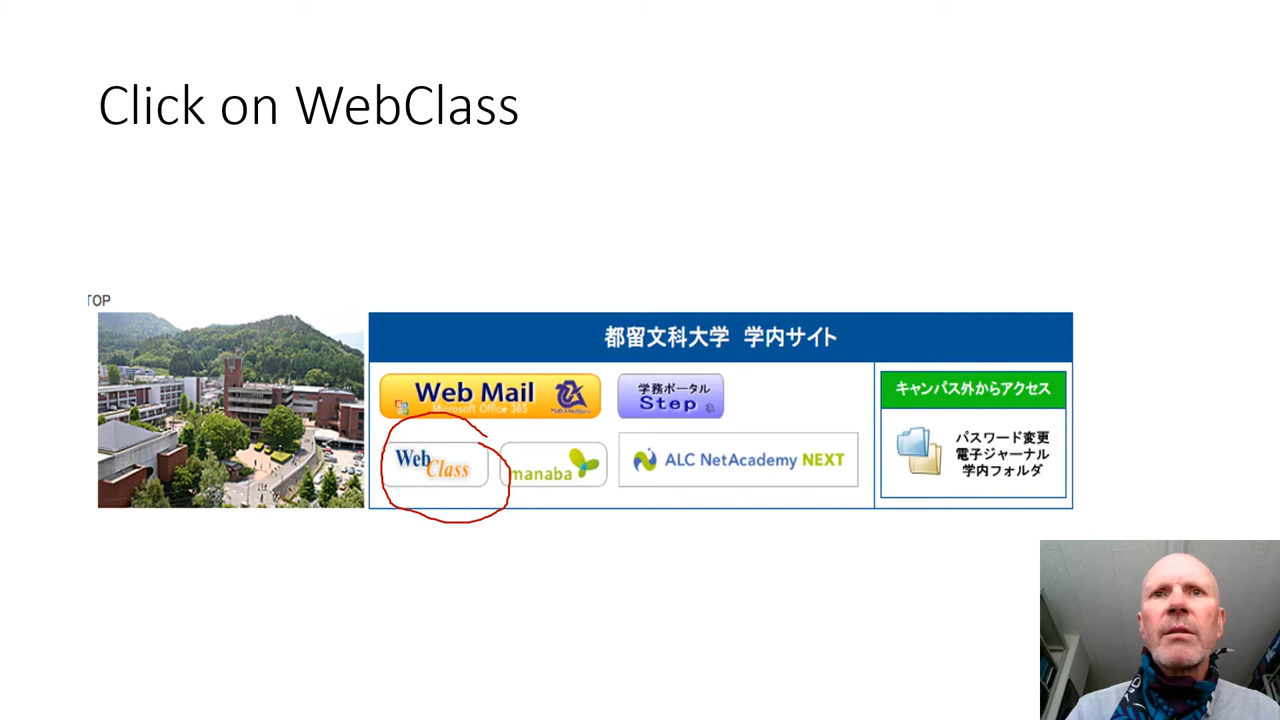 Click on WebClass
TOP
都留文科大学 学内サイト
Web Mail
Microsoft Office 365
学務ポータル
Step
Web
Class
manaba
ALC NetAcademy NEXT
キャンパス外からアクセス
パスワード変更
電子ジャーナル
学内フォルダ